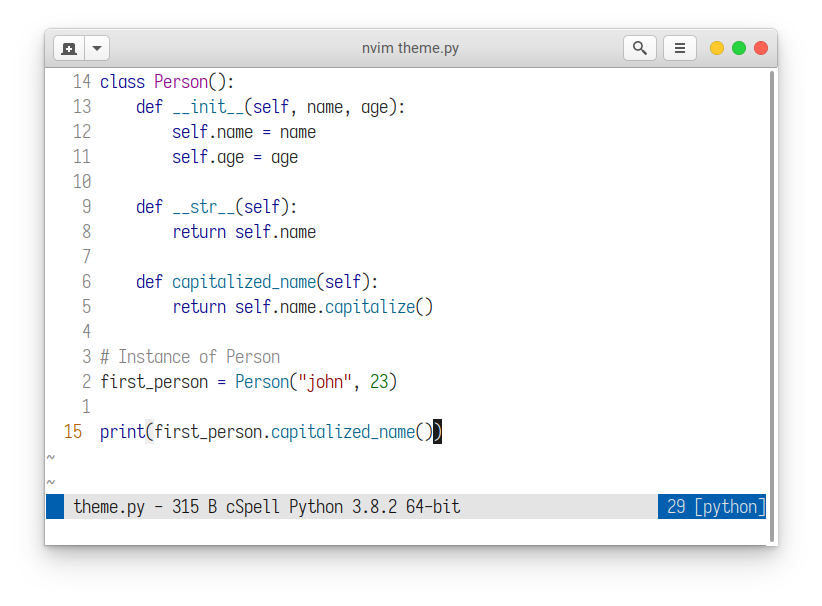 nvim theme.py
14 class Person():
13     def __init__(self, name, age):
12         self.name = name
11         self.age = age
10
9     def __str__(self):
8         return self.name
7
6     def capitalized_name(self):
5         return self.name.capitalize()
4
3 # Instance of Person
2 first_person = Person("john", 23)
1
15 print(first_person.capitalized_name())
~
~
theme.py - 315 B cSpell Python 3.8.2 64-bit 29 [python]